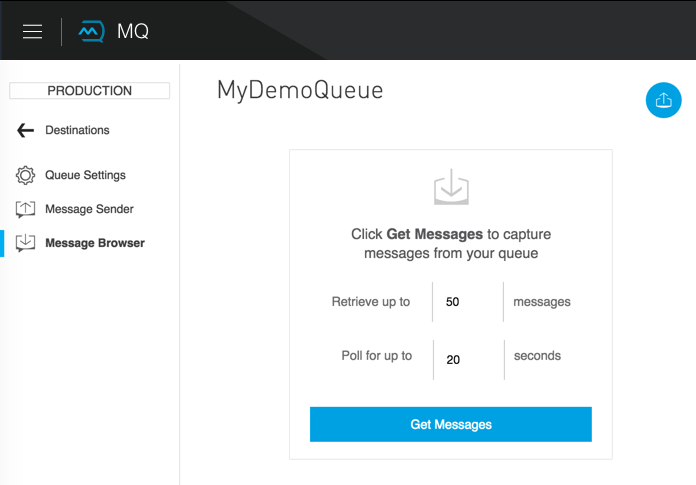 MQ
PRODUCTION
Destinations
Queue Settings
Message Sender
Message Browser
MyDemoQueue
Click Get Messages to capture
messages from your queue
Retrieve up to 50 messages
Poll for up to 20 seconds
Get Messages